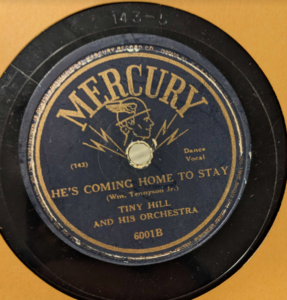 143-5
MERCURY
(143)
Dance
Vocal
HE'S COMING HOME TO STAY
(Wm. Jr.)
TINY HILL
AND HIS ORCHESTRA
6001B